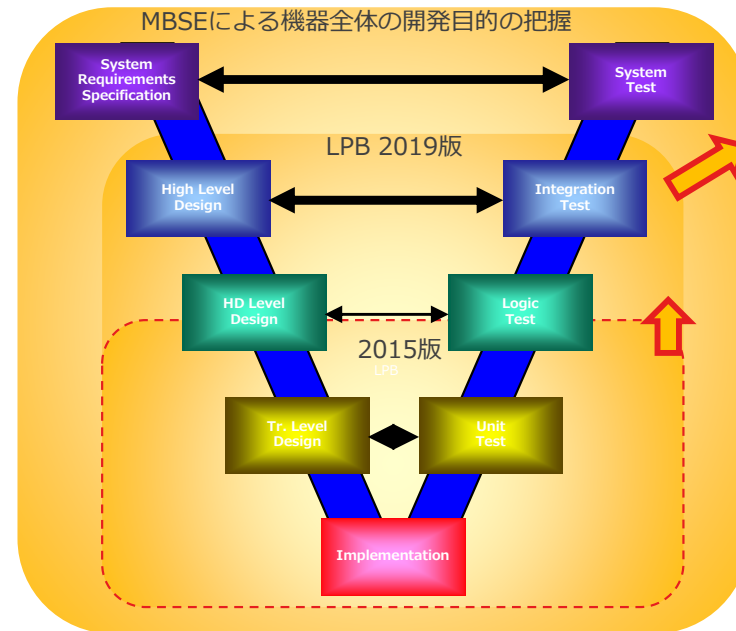 MBSEによる機器全体の開発目的の把握
System
Requirements
Specification
System
Test
LPB 2019版
High Level
Design
Integration
Test
HD Level
Design
Logic
Test
2015版
LPB
Tr. Level
Design
Unit
Test
Implementation